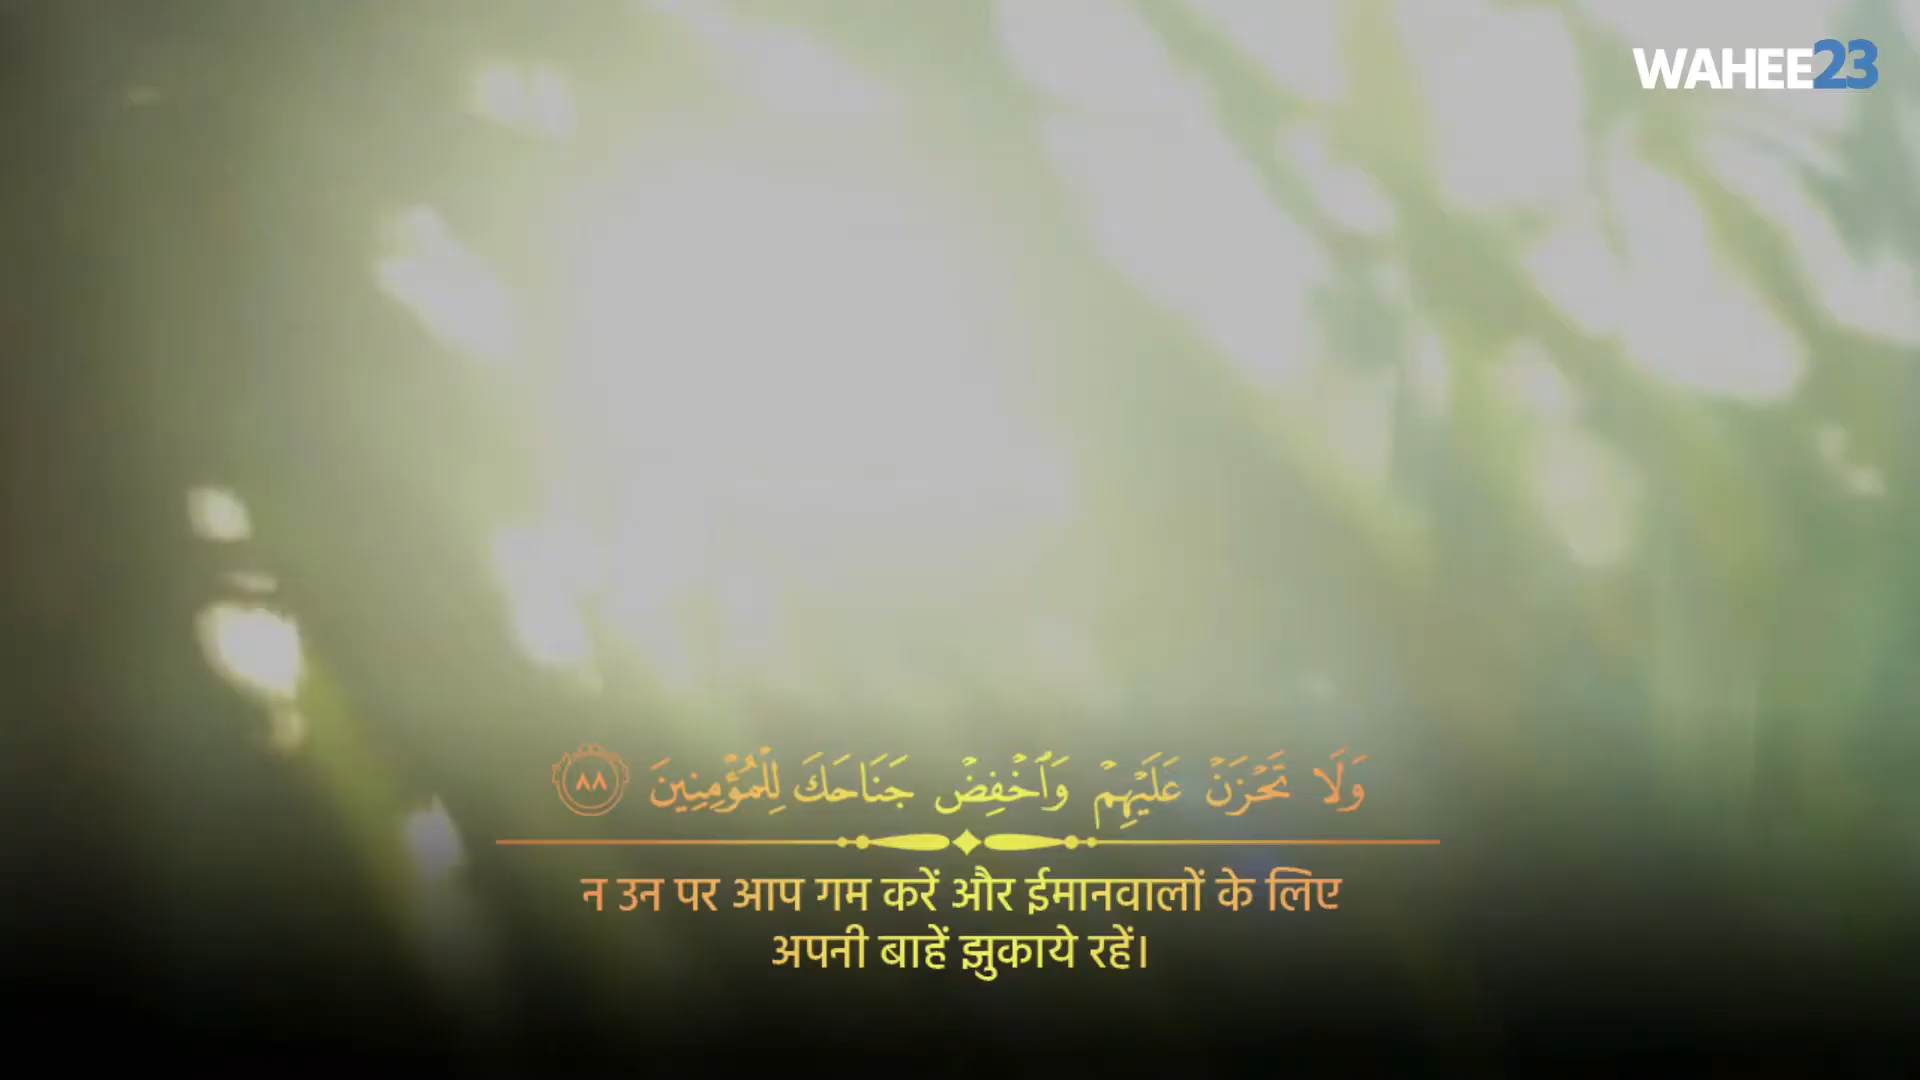 WAHEE23
وَلَا تَحْزَنْ عَلَيْهِمْ وَٱخْفِضْ جَنَاحَكَ لِلْمُؤْمِنِينَ ٨٨
न उन पर आप गम करें और ईमानवालों के लिए
अपनी बाहें झुकाये रहें।